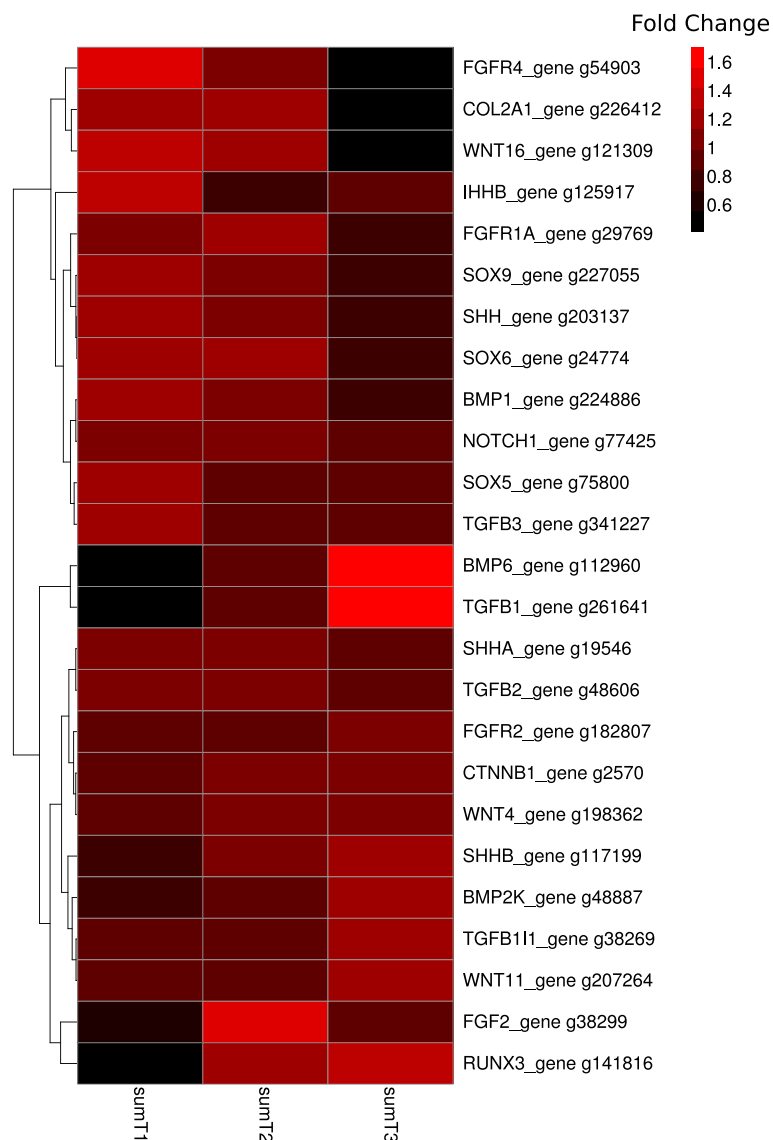 Fold Change
1.6
1.4
1.2
1
0.8
0.6
FGFR4_gene g54903
COL2A1_gene g226412
WNT16_gene g121309
IHHB_gene g125917
FGFR1A_gene g29769
SOX9_gene g227055
SHH_gene g203137
SOX6_gene g24774
BMP1_gene g224886
NOTCH1_gene g77425
SOX5_gene g75800
TGFB3_gene g341227
BMP6_gene g112960
TGFB1_gene g261641
SHHA_gene g19546
TGFB2_gene g48606
FGFR2_gene g182807
CTNNB1_gene g2570
WNT4_gene g198362
SHHB_gene g117199
BMP2K_gene g48887
TGFB1I1_gene g38269
WNT11_gene g207264
FGF2_gene g38299
RUNX3_gene g141816
sumT1
sumT2
sumT3